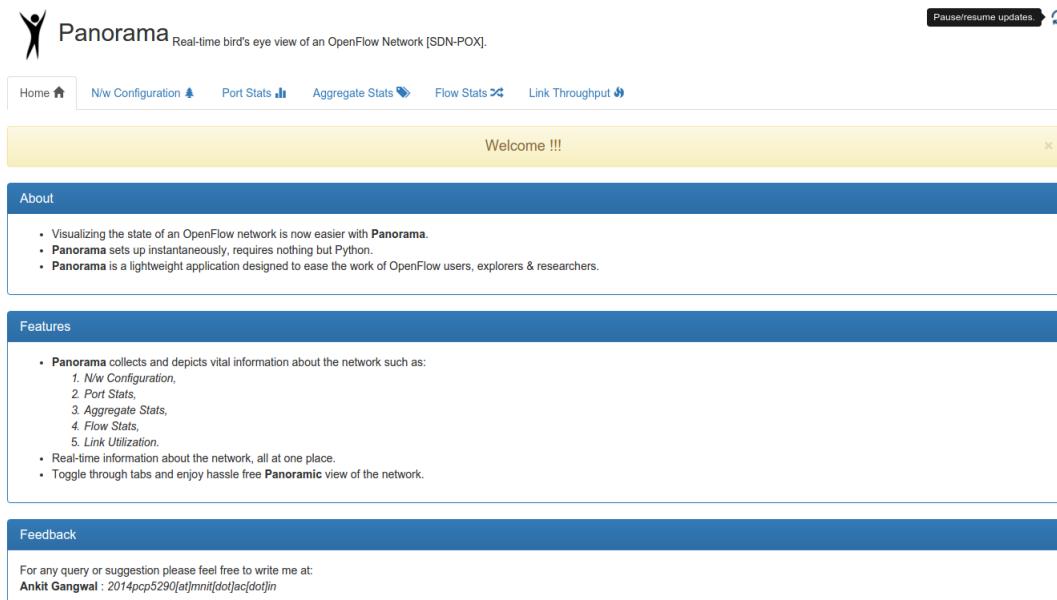 Panorama Real-time bird's eye view of an OpenFlow Network [SDN-POX].
Pause/resume updates.
Home N/w Configuration Port Stats Aggregate Stats Flow Stats Link Throughput
Welcome !!! ×
About
• Visualizing the state of an OpenFlow network is now easier with Panorama.
• Panorama sets up instantaneously, requires nothing but Python.
• Panorama is a lightweight application designed to ease the work of OpenFlow users, explorers & researchers.
Features
• Panorama collects and depicts vital information about the network such as:
1. N/w Configuration,
2. Port Stats,
3. Aggregate Stats,
4. Flow Stats,
5. Link Utilization.
• Real-time information about the network, all at one place.
• Toggle through tabs and enjoy hassle free Panoramic view of the network.
Feedback
For any query or suggestion please feel free to write me at:
Ankit Gangwal : 2014pcp5290[at]mnit[dot]ac[dot]in